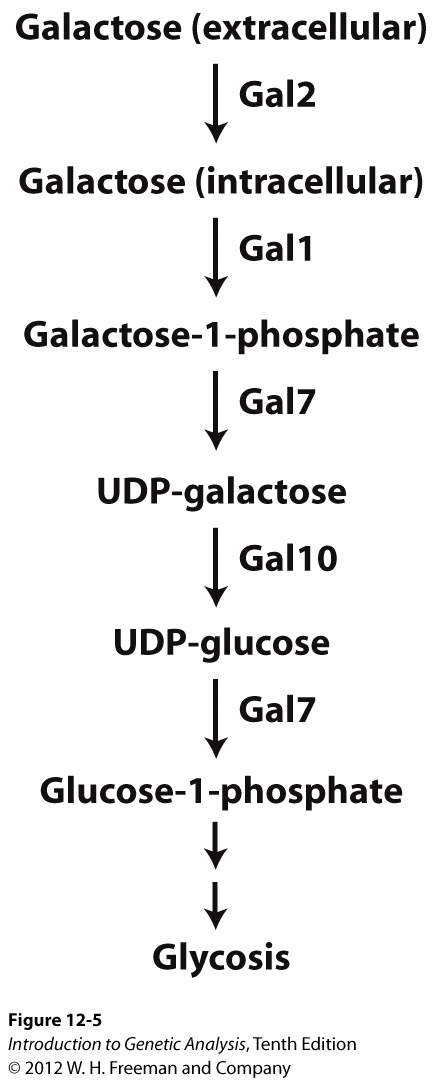 Galactose (extracellular)
Gal2
Galactose (intracellular)
Gal1
Galactose-1-phosphate
Gal7
UDP-galactose
Gal10
UDP-glucose
Gal7
Glucose-1-phosphate
Glycosis
Figure 12-5
Introduction to Genetic Analysis, Tenth Edition
© 2012 W. H. Freeman and Company